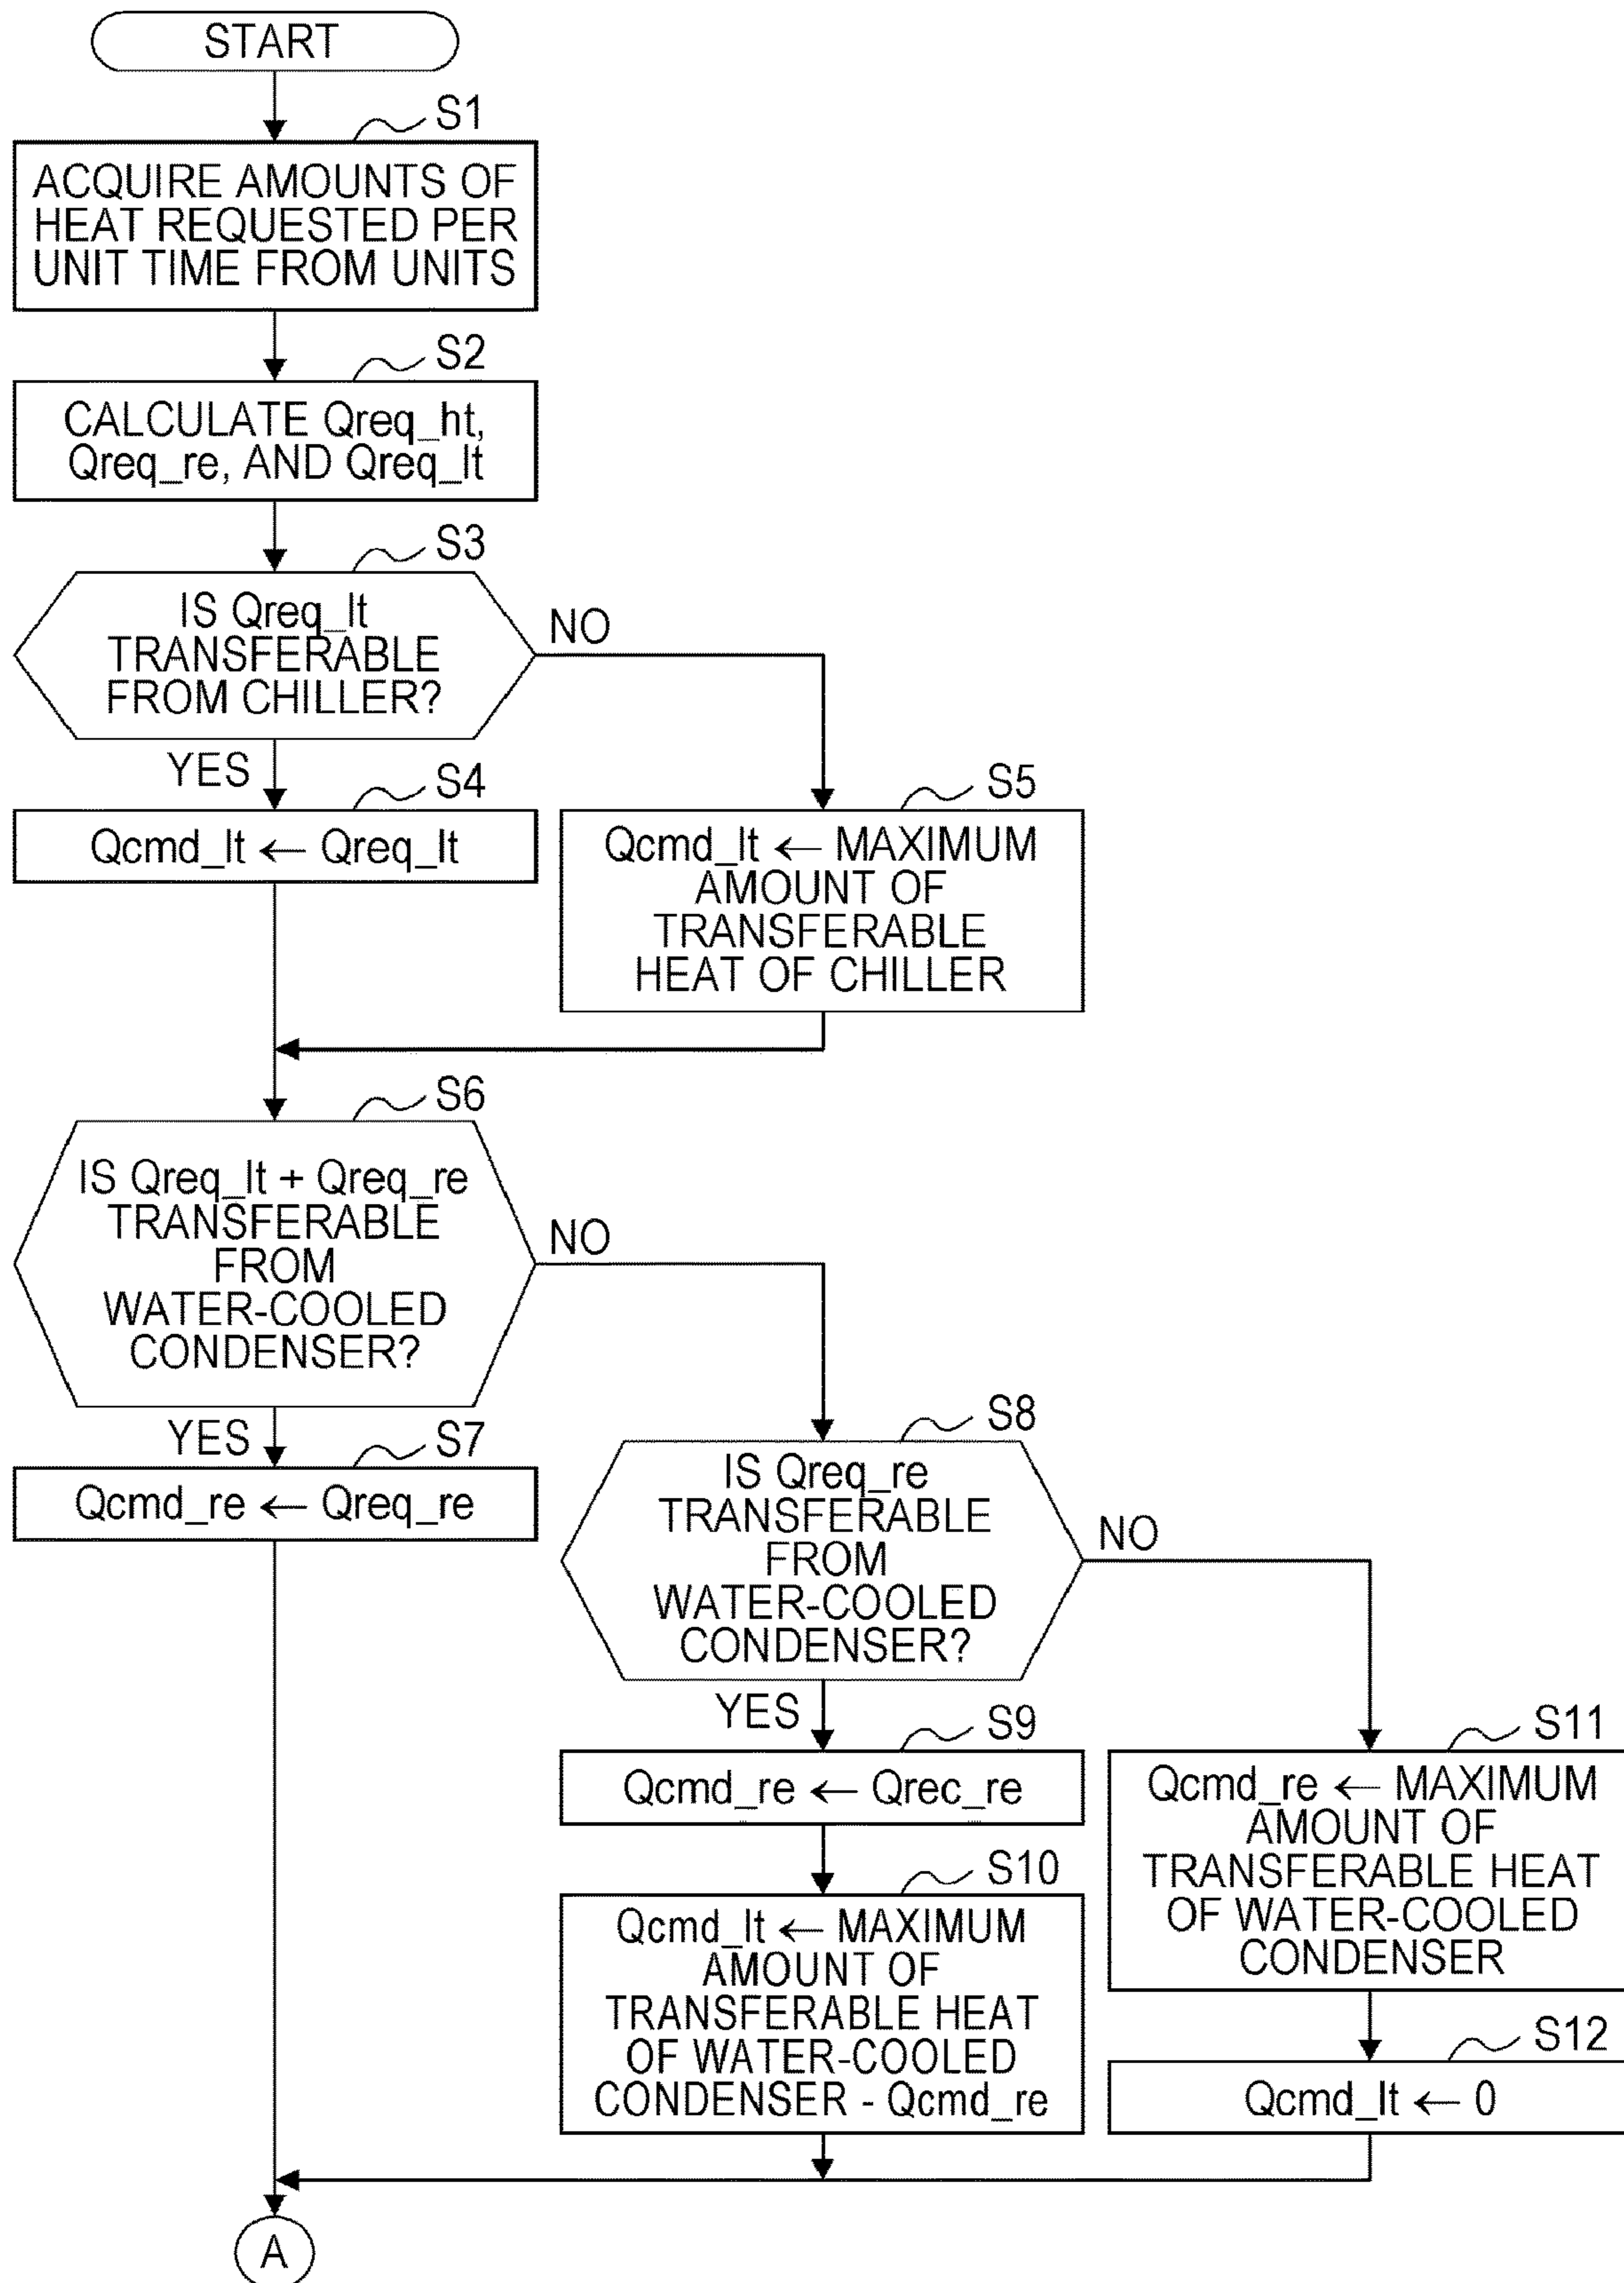 START
S1
ACQUIRE AMOUNTS OF
HEAT REQUESTED PER
UNIT TIME FROM UNITS
S2
CALCULATE Qreq_ht,
Qreq_re, AND Qreq_lt
S3
IS Qreq_lt
TRANSFERABLE
FROM CHILLER?
NO
YES
S4
Qcmd_lt ← Qreq_lt
S5
Qcmd_lt ← MAXIMUM
AMOUNT OF
TRANSFERABLE
HEAT OF CHILLER
S6
IS Qreq_lt + Qreq_re
TRANSFERABLE
FROM
WATER-COOLED
CONDENSER?
NO
YES
S7
Qcmd_re ← Qreq_re
S8
IS Qreq_re
TRANSFERABLE
FROM
WATER-COOLED
CONDENSER?
NO
YES
S9
Qcmd_re ← Qrec_re
S10
Qcmd_lt ← MAXIMUM
AMOUNT OF
TRANSFERABLE HEAT
OF WATER-COOLED
CONDENSER - Qcmd_re
S11
Qcmd_re ← MAXIMUM
AMOUNT OF
TRANSFERABLE HEAT
OF WATER-COOLED
CONDENSER
S12
Qcmd_lt ← 0
A